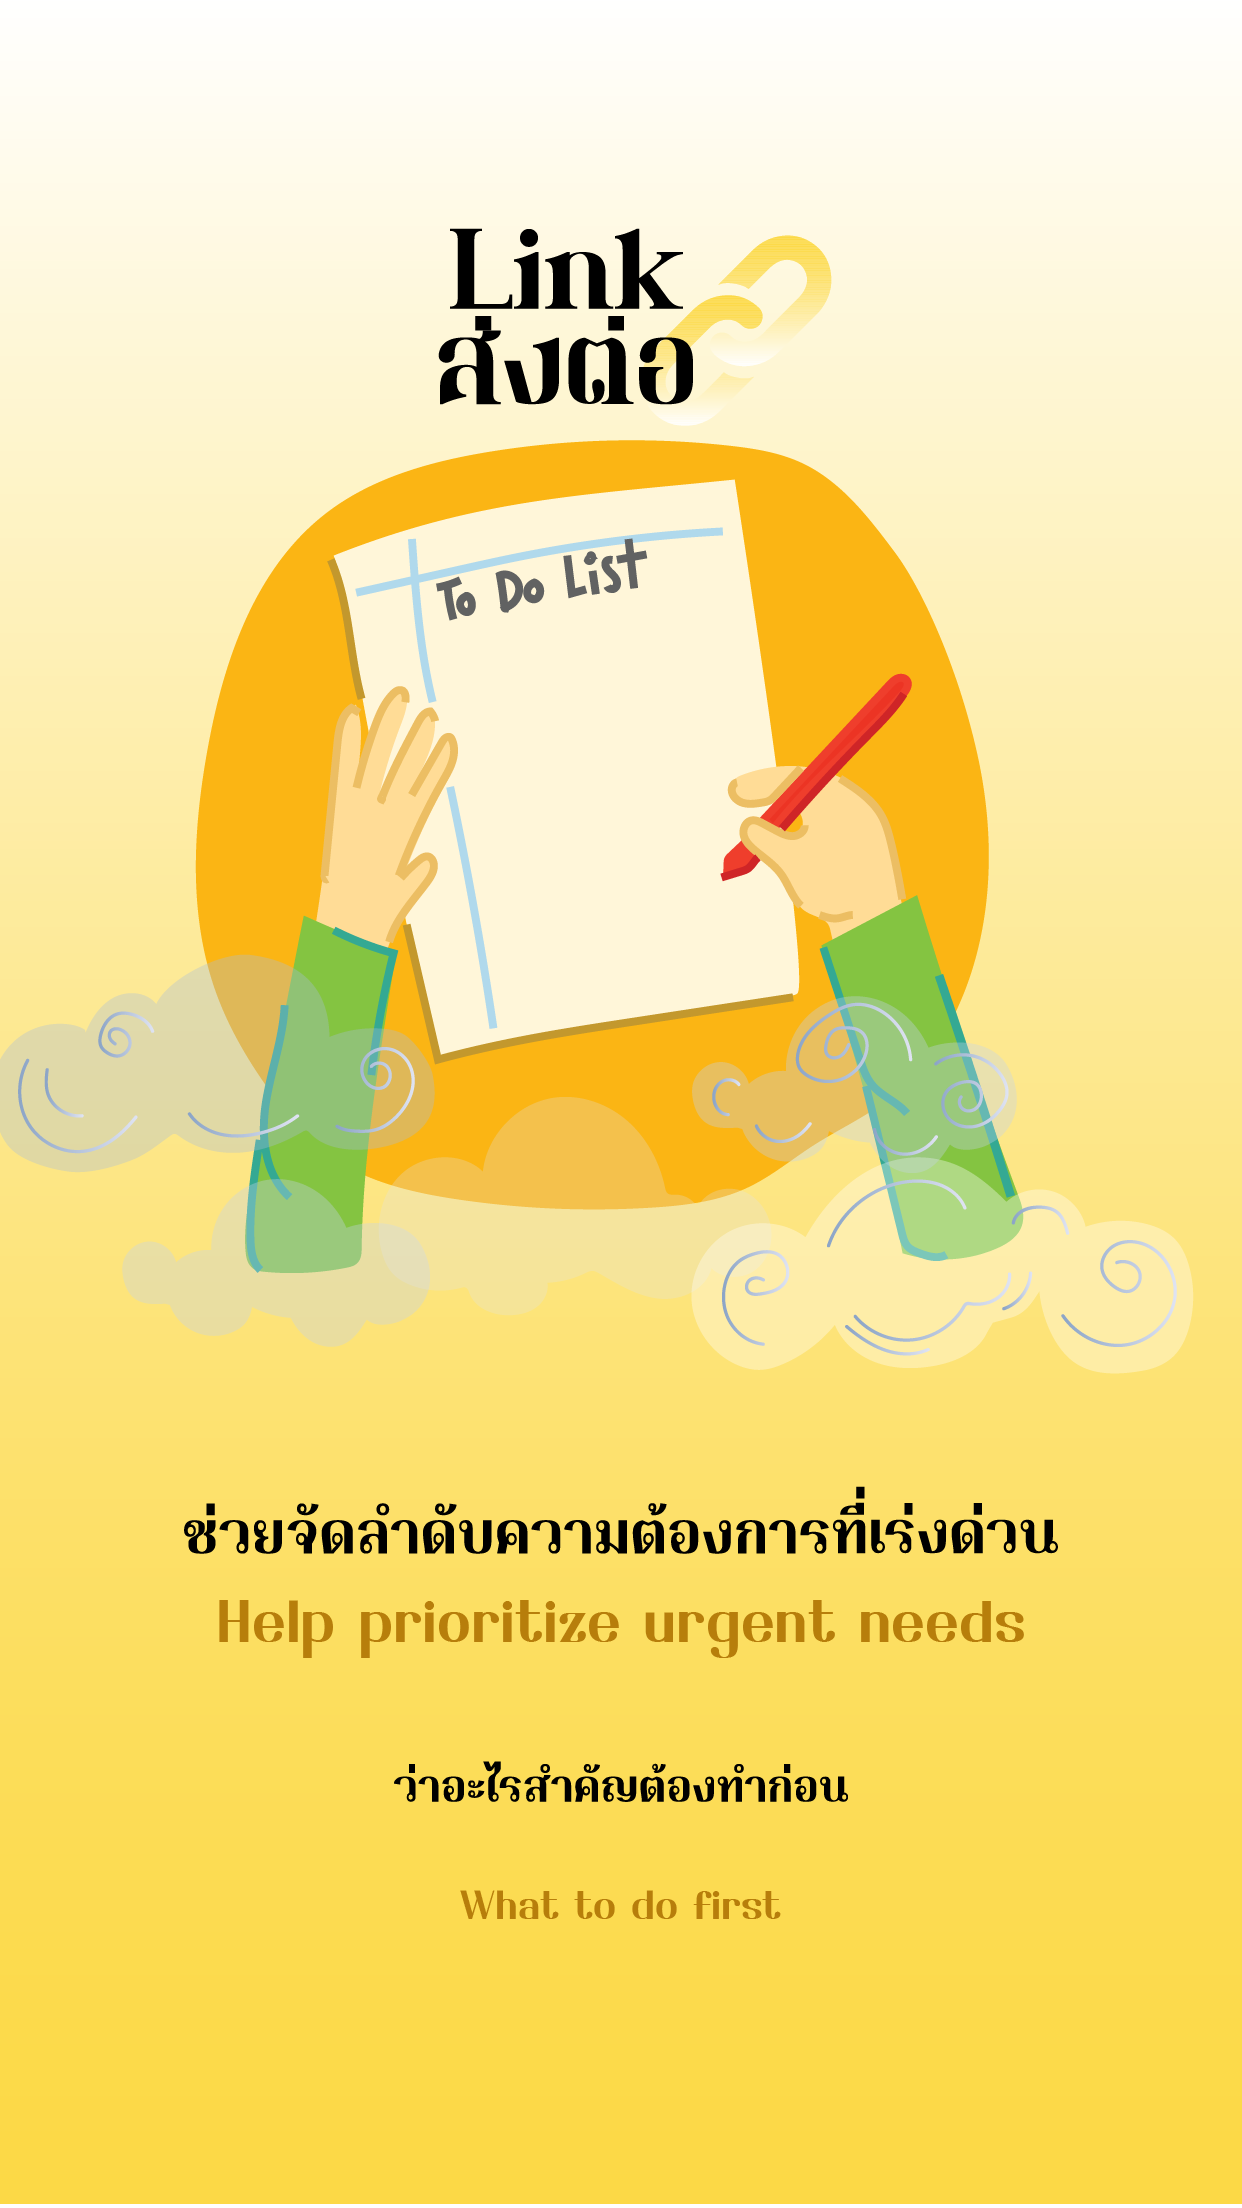 Link
ส่งต่อ
To Do List
ช่วยจัดลำดับความต้องการที่เร่งด่วน
Help prioritize urgent needs
ว่าอะไรสำคัญต้องทำก่อน
What to do first